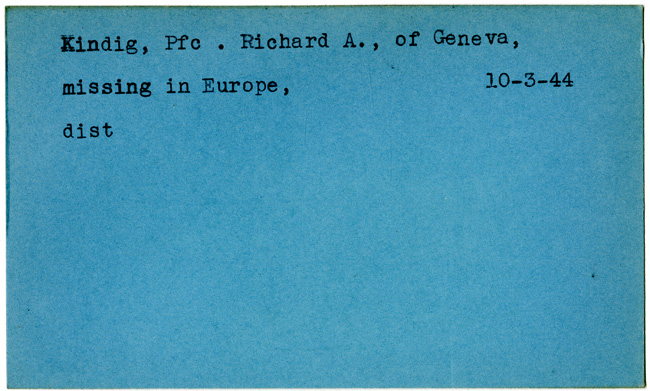 Kindig, Pfc . Richard A., of Geneva,
missing in Europe, 10-3-44
dist